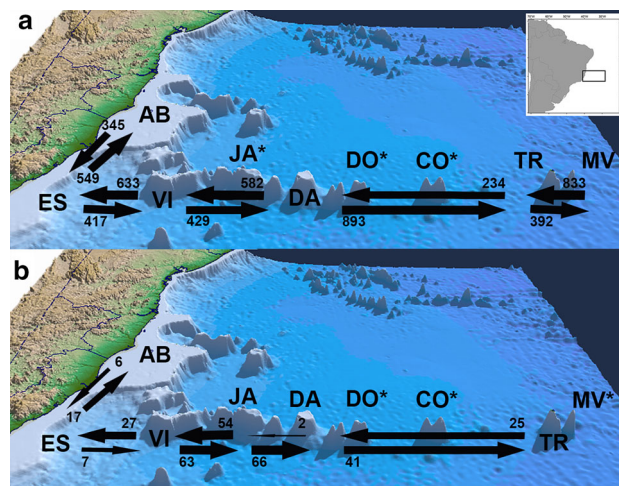 a
345
AB
549
JA*
DO*
CO*
TR
MV
633
582
234
833
ES
VI
DA
417
429
893
392
b
6
AB
17
JA
DA
DO*
CO*
MV*
27
54
2
25
ES
VI
TR
7
63
66
41